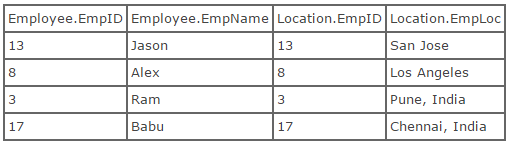 Employee.EmpID Employee.EmpName Location.EmpID Location.EmpLoc
13 Jason 13 San Jose
8 Alex 8 Los Angeles
3 Ram 3 Pune, India
17 Babu 17 Chennai, India